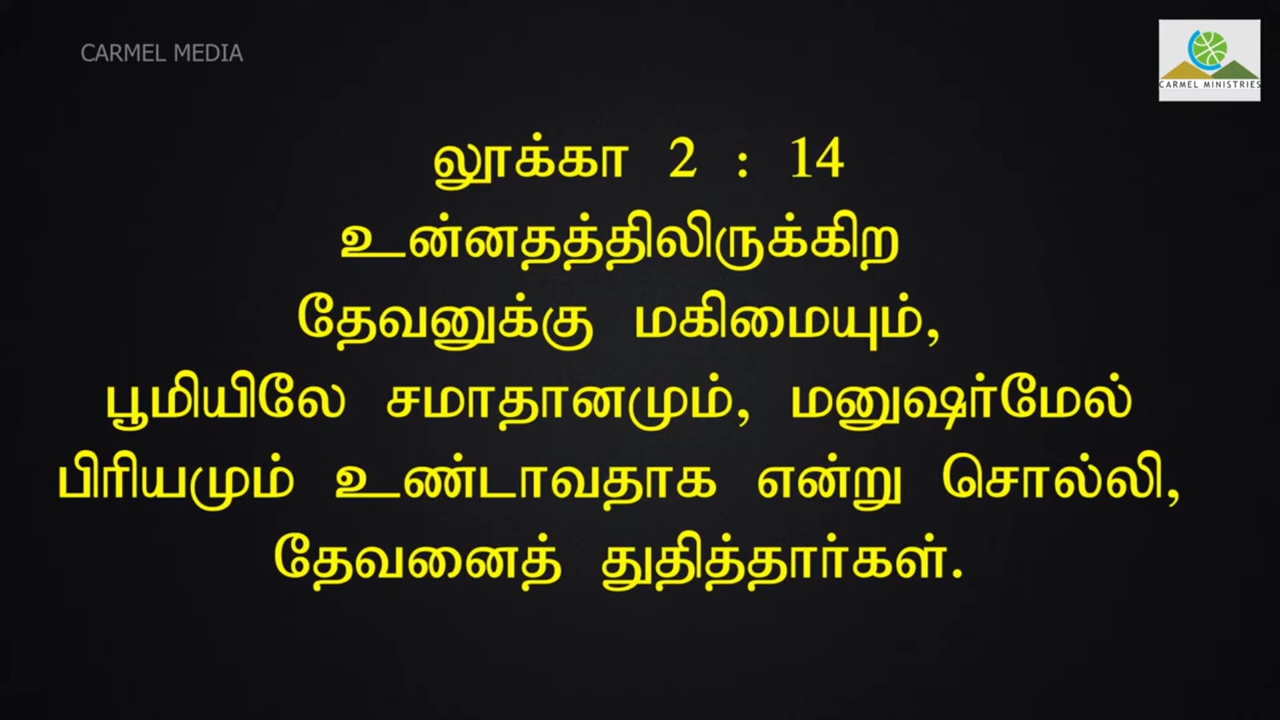 CARMEL MEDIA
CARMEL MINISTRIES
லூக்கா 2 : 14
உன்னதத்திலிருக்கிற
தேவனுக்கு மகிமையும்,
பூமியிலே சமாதானமும், மனுஷர்மேல்
பிரியமும் உண்டாவதாக என்று சொல்லி,
தேவனைத் துதித்தார்கள்.